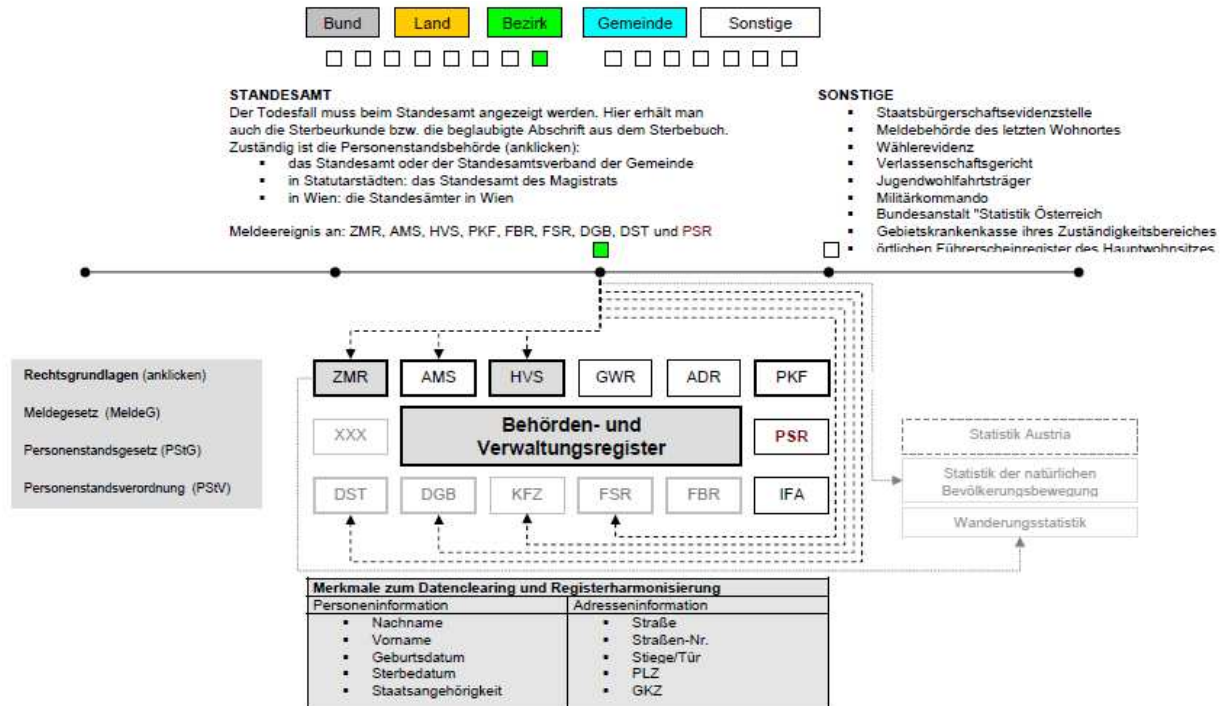 Bund Land Bezirk Gemeinde Sonstige
STANDESAMT
Der Todesfall muss beim Standesamt angezeigt werden. Hier erhält man
auch die Sterbeurkunde bzw. die beglaubigte Abschrift aus dem Sterbebuch.
Zuständig ist die Personenstandsbehörde (anklicken):
▪ das Standesamt oder der Standesamtsverband der Gemeinde
▪ in Statutarstädten: das Standesamt des Magistrats
▪ in Wien: die Standesämter in Wien
Meldeereignis an: ZMR, AMS, HVS, PKF, FBR, FSR, DGB, DST und PSR
SONSTIGE
▪ Staatsbürgerschaftsevidenzstelle
▪ Meldebehörde des letzten Wohnortes
▪ Wählerevidenz
▪ Verlassenschaftsgericht
▪ Jugendwohlfahrtsträger
▪ Militärkommando
▪ Bundesanstalt "Statistik Österreich
▪ Gebietskrankenkasse ihres Zuständigkeitsbereiches
▪ örtlichen Führerscheinregister des Hauptwohnsitzes
Rechtsgrundlagen (anklicken)
Meldegesetz (MeldeG)
Personenstandsgesetz (PStG)
Personenstandsverordnung (PStV)
ZMR AMS HVS GWR ADR PKF
XXX
Behörden- und
Verwaltungsregister
PSR
DST DGB KFZ FSR FBR IFA
Statistik Austria
Statistik der natürlichen
Bevölkerungsbewegung
Wanderungsstatistik
Merkmale zum Datenclearing und Registerharmonisierung
Personeninformation
▪ Nachname
▪ Vorname
▪ Geburtsdatum
▪ Sterbedatum
▪ Staatsangehörigkeit
Adresseninformation
▪ Straße
▪ Straßen-Nr.
▪ Stiege/Tür
▪ PLZ
▪ GKZ